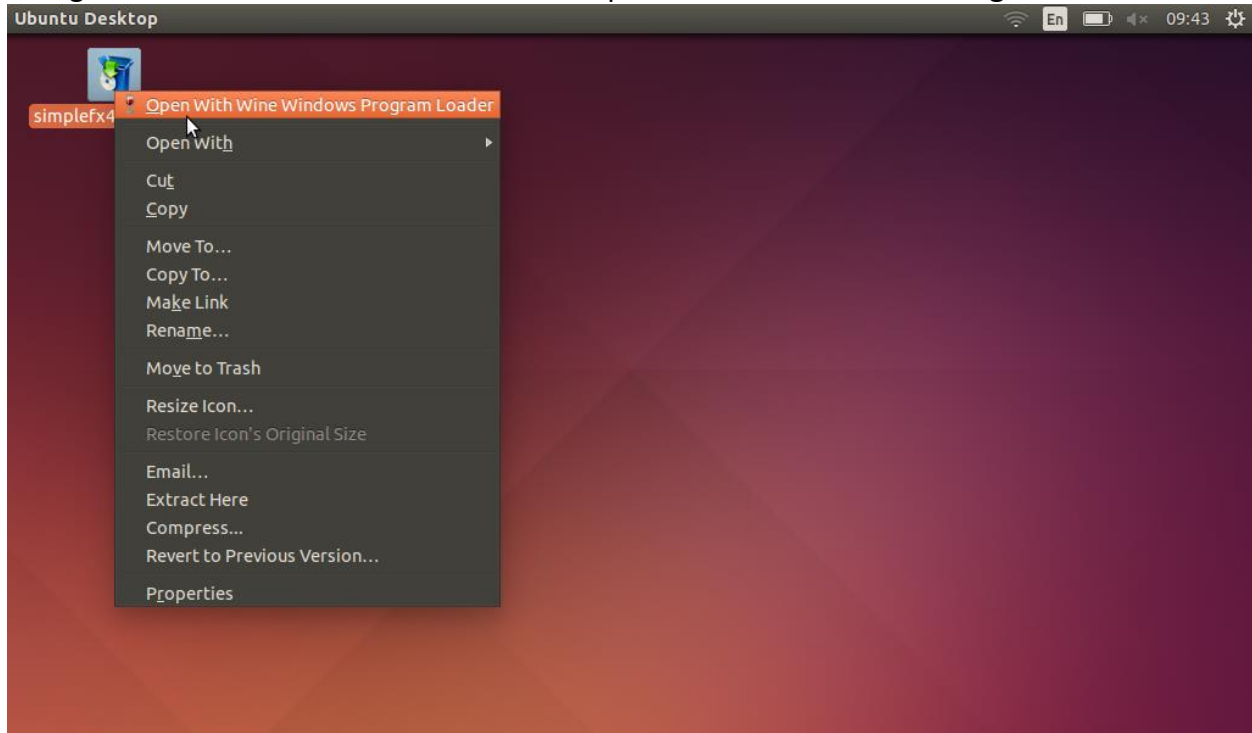 Ubuntu Desktop
En
09:43
simplefx4
Open With Wine Windows Program Loader
Open With
Cut
Copy
Move To...
Copy To...
Make Link
Rename...
Move to Trash
Resize Icon...
Restore Icon's Original Size
Email...
Extract Here
Compress...
Revert to Previous Version...
Properties